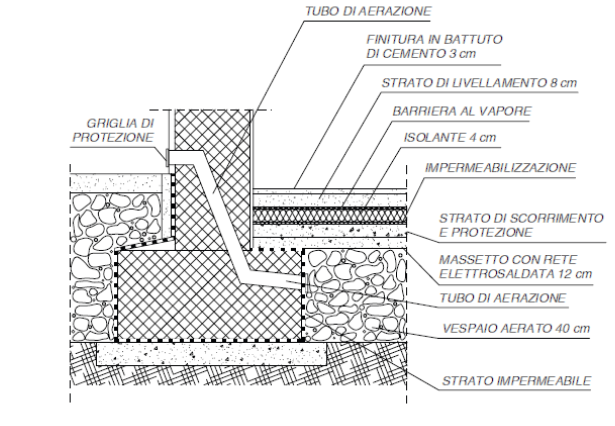 TUBO DI AERAZIONE
FINITURA IN BATTUTO
DI CEMENTO 3 cm
STRATO DI LIVELLAMENTO 8 cm
BARRIERA AL VAPORE
GRIGLIA DI
PROTEZIONE
ISOLANTE 4 cm
IMPERMEABILIZZAZIONE
STRATO DI SCORRIMENTO
E PROTEZIONE
MASSETTO CON RETE
ELETTROSALDATA 12 cm
TUBO DI AERAZIONE
VESPAIO AERATO 40 cm
STRATO IMPERMEABILE